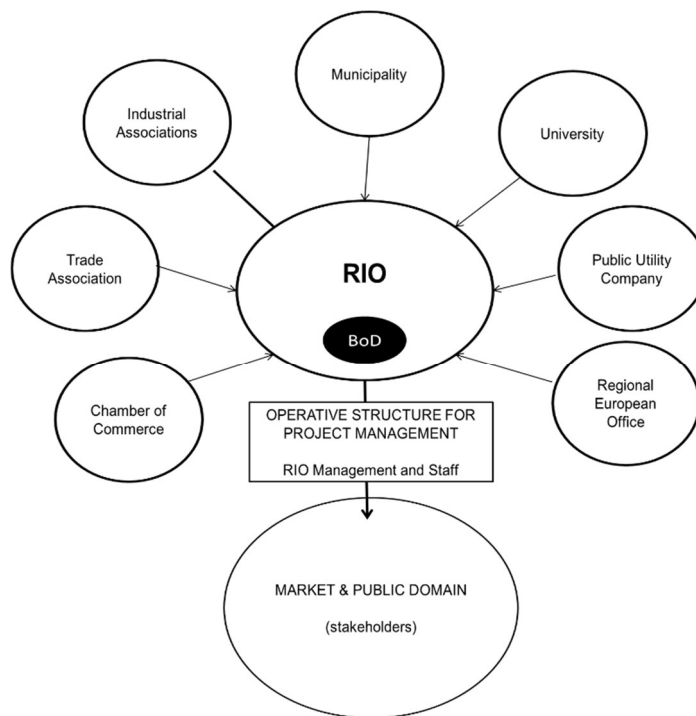 Municipality
Industrial
Associations
University
Trade
Association
RIO
Public Utility
Company
BoD
Chamber of
Commerce
Regional
European
Office
OPERATIVE STRUCTURE FOR
PROJECT MANAGEMENT
RIO Management and Staff
MARKET & PUBLIC DOMAIN
(stakeholders)